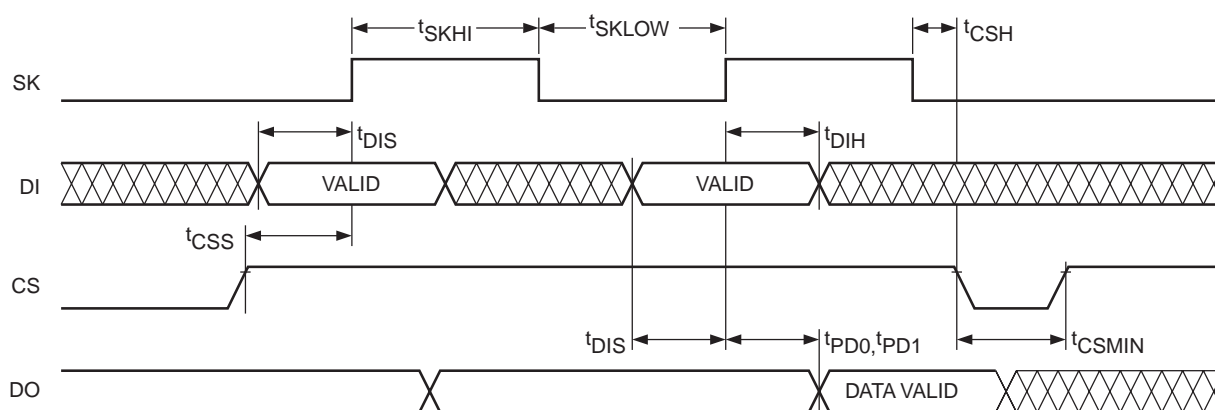 tSKHI tSKLOW tCSH
SK
tDIS tDIH
DI VALID VALID
tCSS
CS
tDIS tPD0,tPD1 tCSMIN
DO DATA VALID